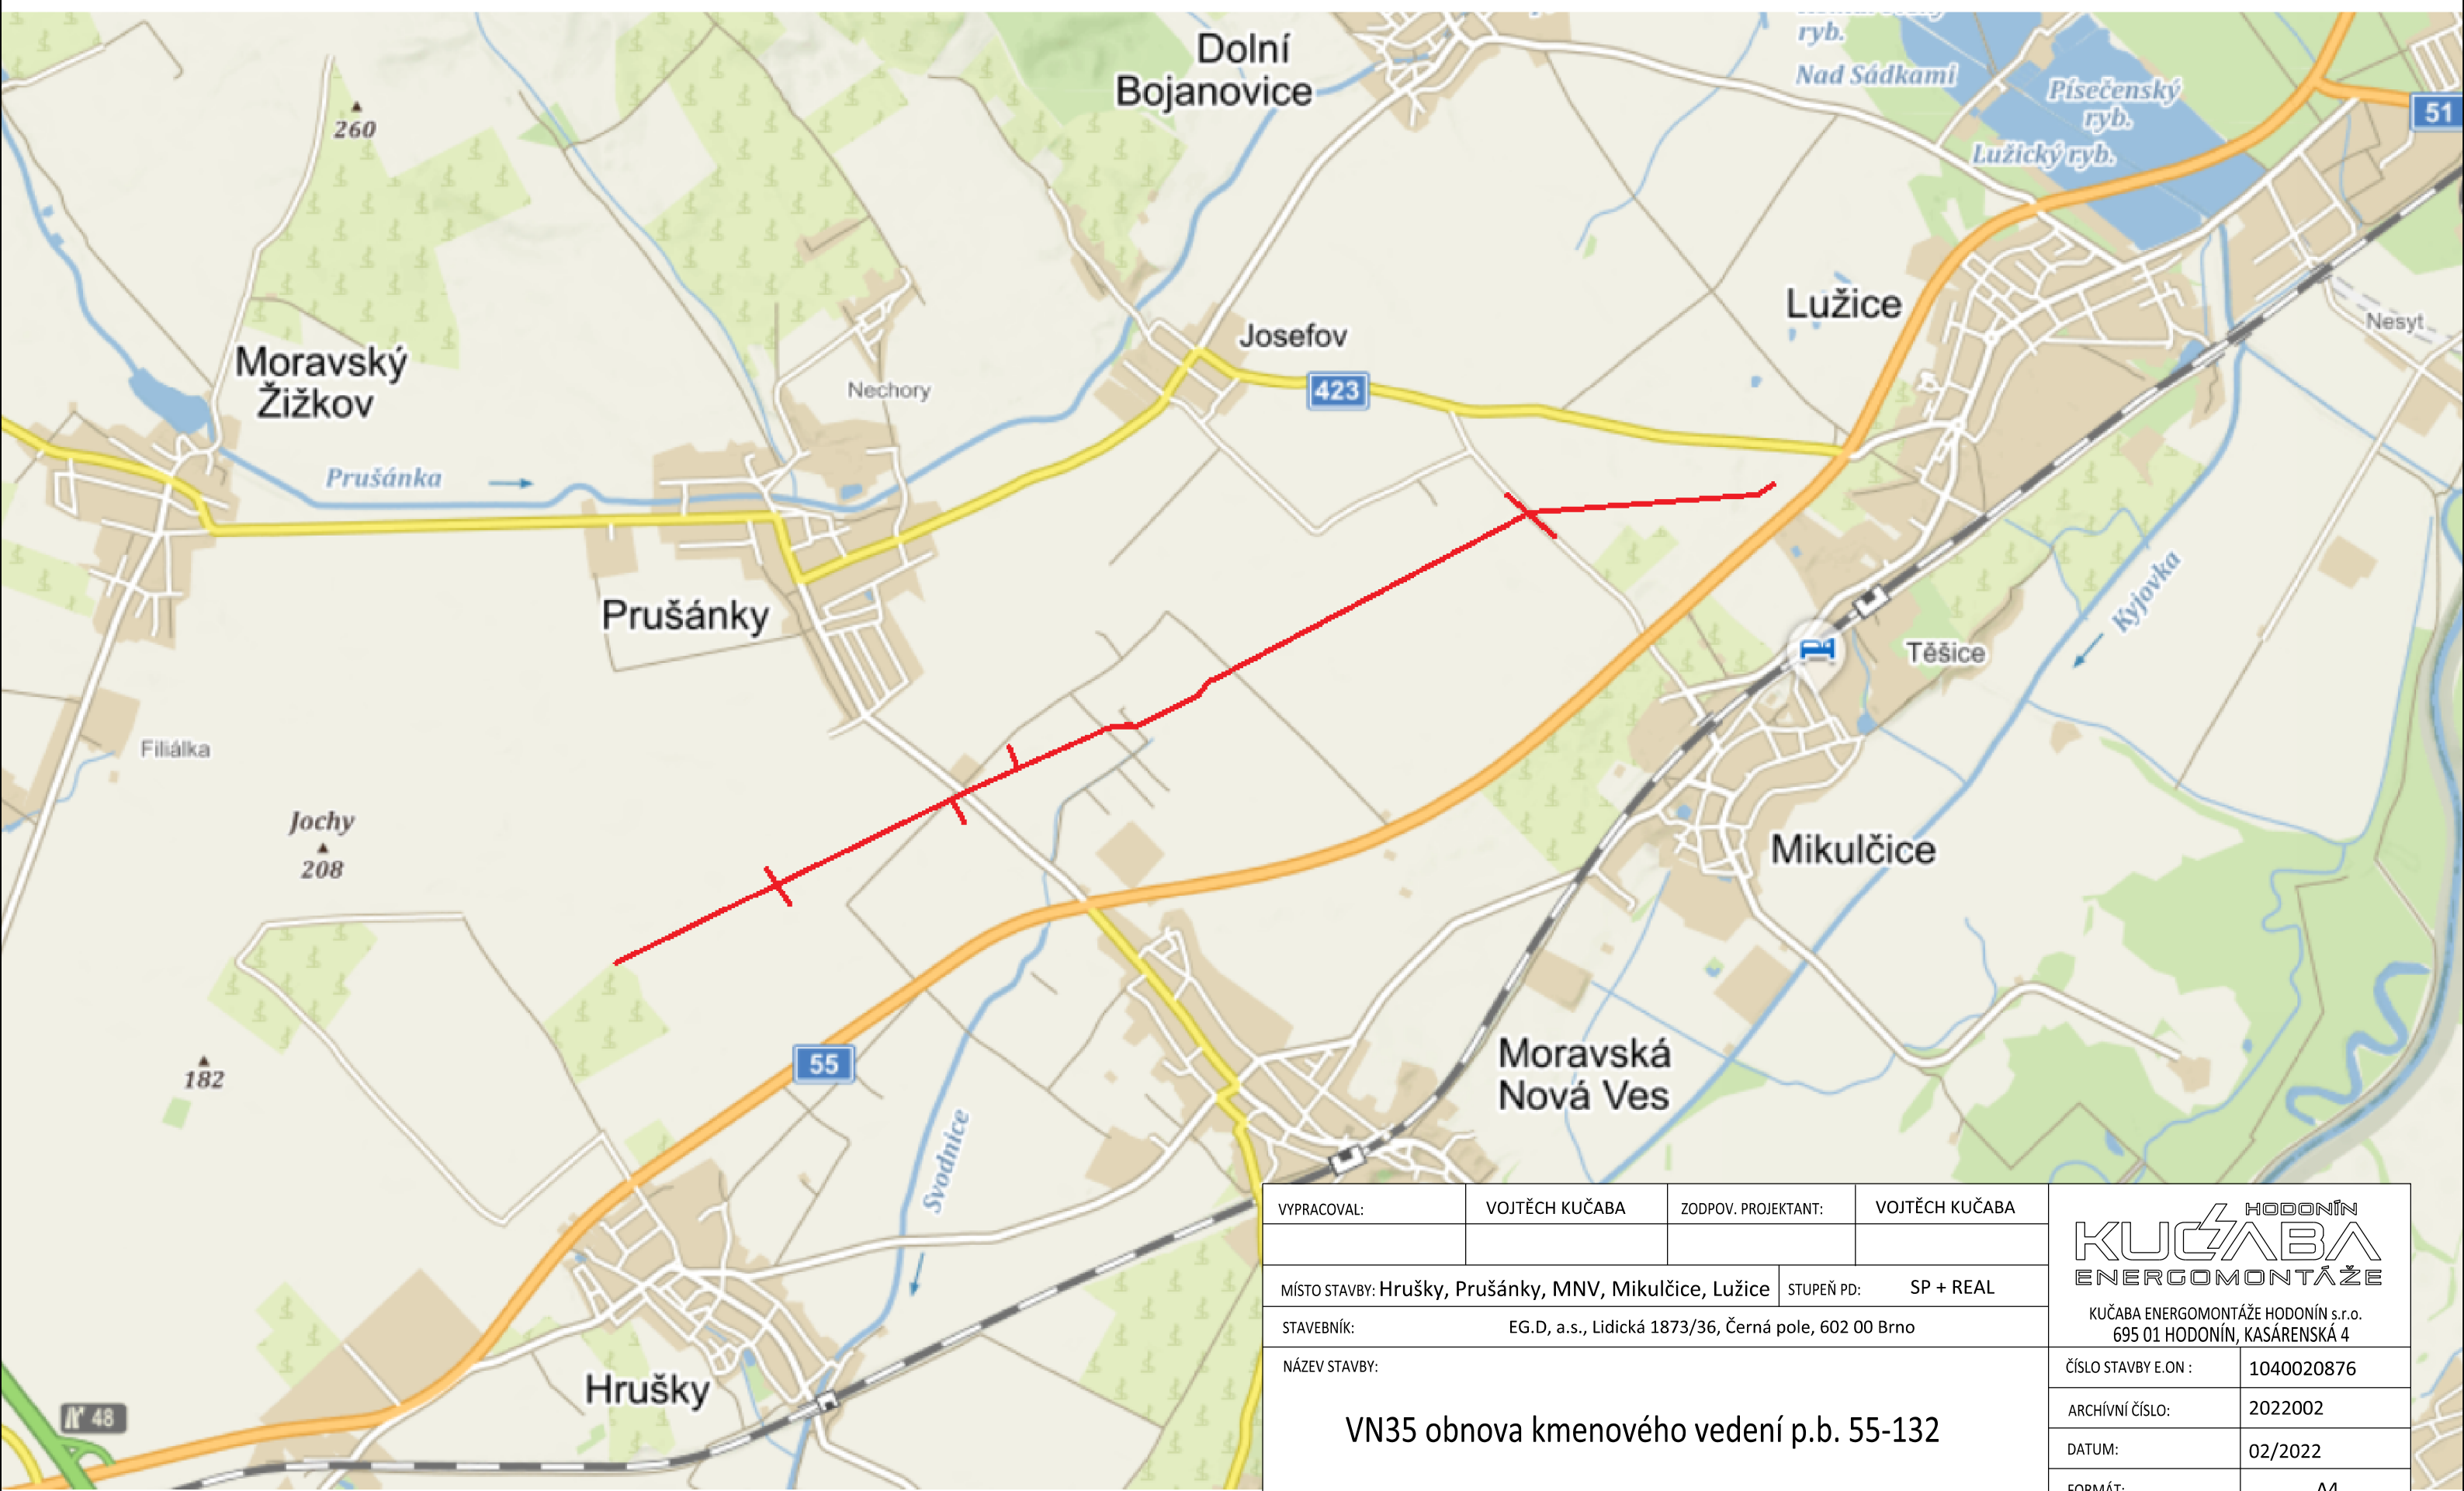 Dolní
Bojanovice
ryb.
Nad Sádkami
Písečenský
ryb.
Lužický ryb.
51
260
Lužice
Nesyt
Josefov
423
Moravský
Žižkov
Nechory
Prušánka
Prušánky
Kyjovka
Těšice
Filiálka
Jochy
208
Mikulčice
55
182
Moravská
Nová Ves
Svodnice
Hrušky
48
VYPRACOVAL: VOJTĚCH KUČABA ZODPOV. PROJEKTANT: VOJTĚCH KUČABA
MÍSTO STAVBY: Hrušky, Prušánky, MNV, Mikulčice, Lužice STUPEŇ PD: SP + REAL
STAVEBNÍK: EG.D, a.s., Lidická 1873/36, Černá pole, 602 00 Brno
NÁZEV STAVBY:
VN35 obnova kmenového vedení p.b. 55-132
HODONÍN
KUČABA
ENERGOMONTÁŽE
KUČABA ENERGOMONTÁŽE HODONÍN s.r.o.
695 01 HODONÍN, KASÁRENSKÁ 4
ČÍSLO STAVBY E.ON : 1040020876
ARCHÍVNÍ ČÍSLO: 2022002
DATUM: 02/2022
FORMÁT: A4